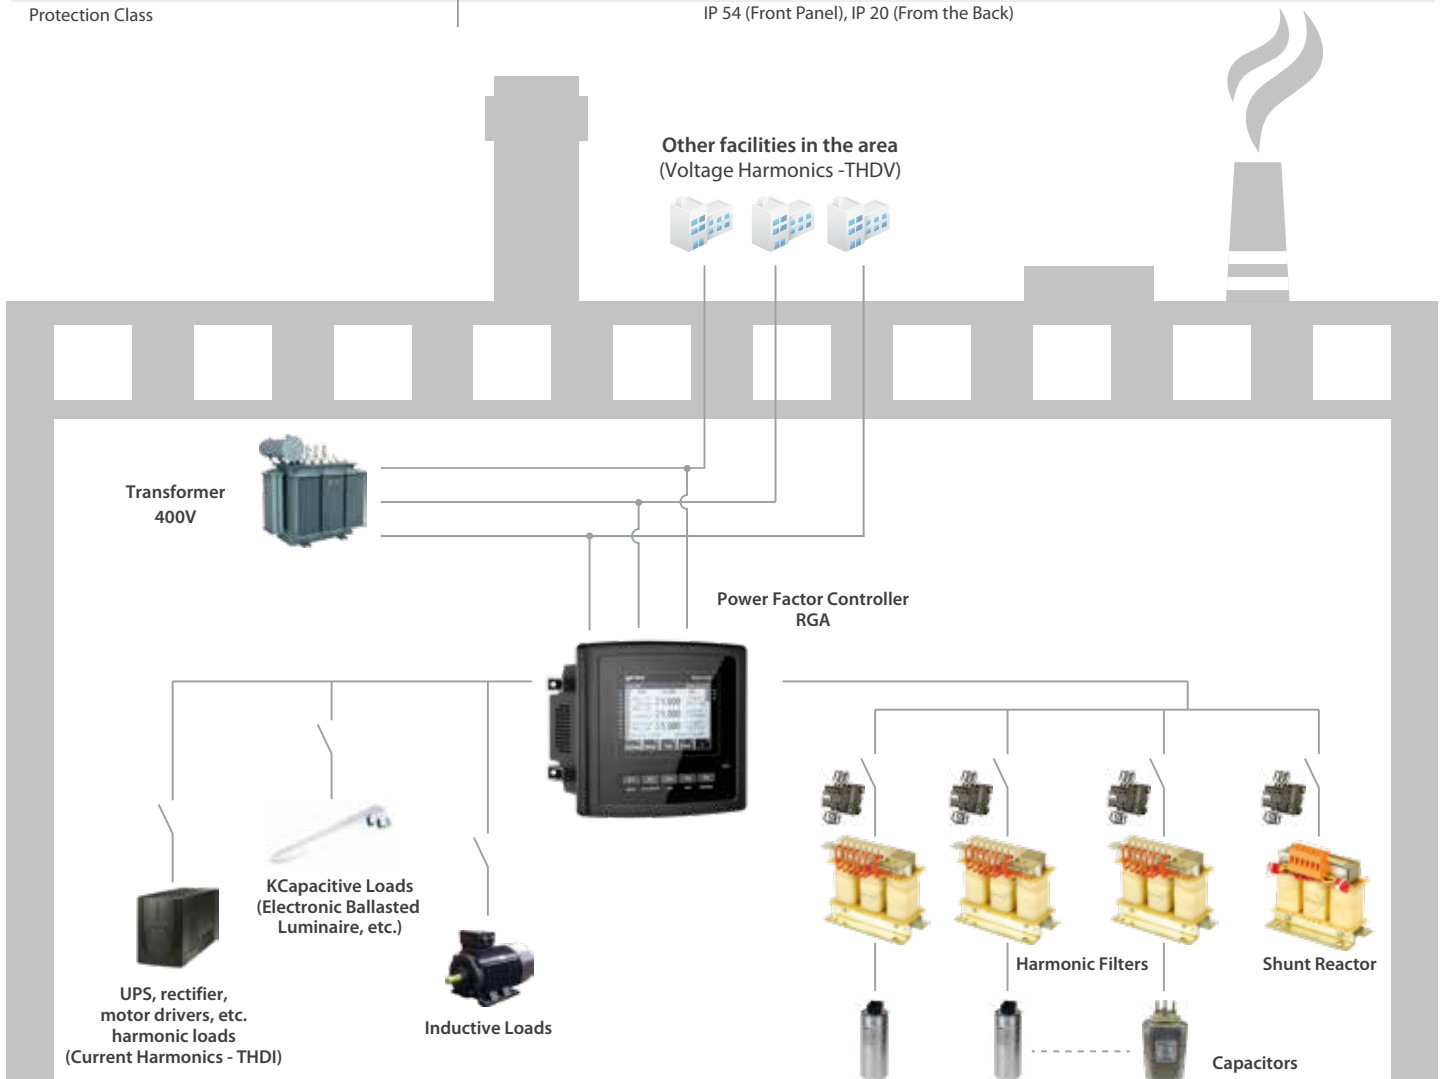 Protection Class
IP 54 (Front Panel), IP 20 (From the Back)
Other facilities in the area
(Voltage Harmonics -THDV)
Transformer
400V
Power Factor Controller
RGA
KCapacitive Loads
(Electronic Ballasted
Luminaire, etc.)
UPS, rectifier,
motor drivers, etc.
harmonic loads
(Current Harmonics - THDI)
Inductive Loads
Harmonic Filters
Shunt Reactor
Capacitors